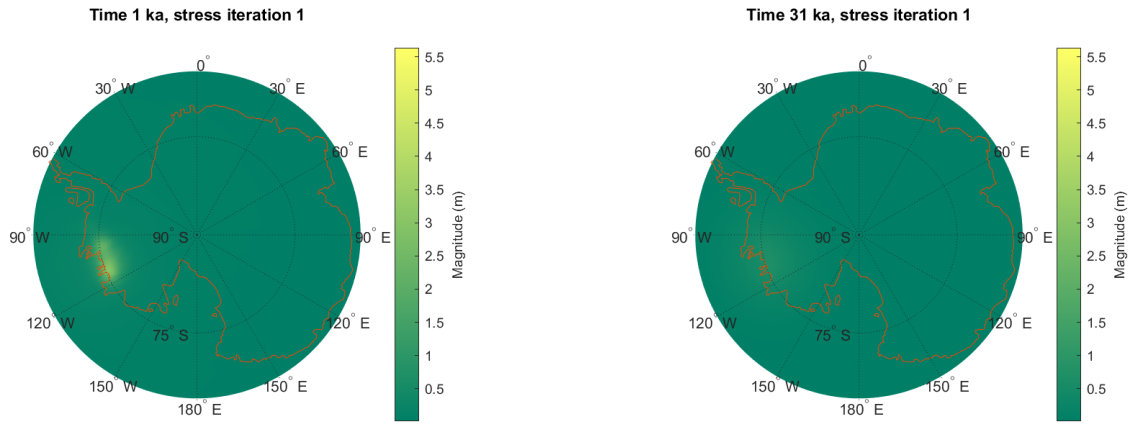 Time 1 ka, stress iteration 1
0°
30° W
30° E
60° W
60° E
90° W
90° S
90° E
120° W
75° S
120° E
150° W
150° E
180° E
5.5
5
4.5
4
3.5
3
2.5
2
1.5
1
0.5
Magnitude (m)
Time 31 ka, stress iteration 1
0°
30° W
30° E
60° W
60° E
90° W
90° S
90° E
120° W
75° S
120° E
150° W
150° E
180° E
5.5
5
4.5
4
3.5
3
2.5
2
1.5
1
0.5
Magnitude (m)